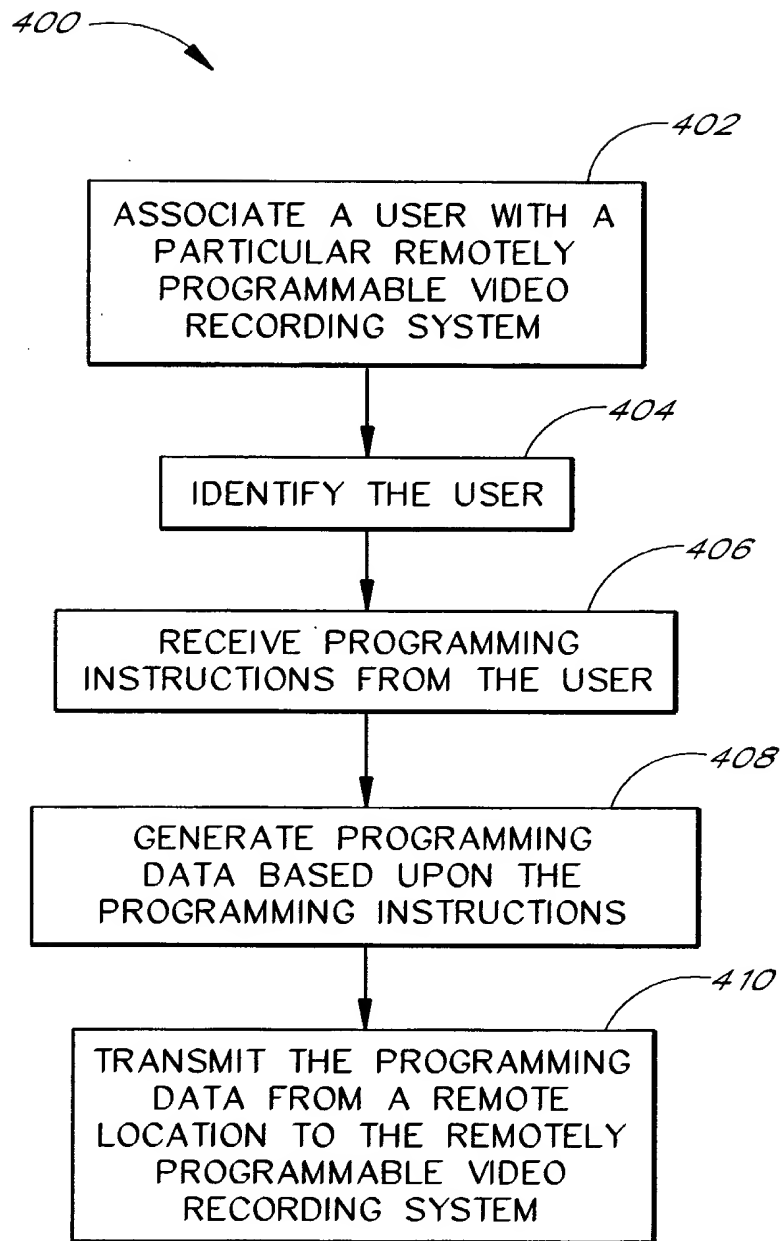 400
402
ASSOCIATE A USER WITH A
PARTICULAR REMOTELY
PROGRAMMABLE VIDEO
RECORDING SYSTEM
404
IDENTIFY THE USER
406
RECEIVE PROGRAMMING
INSTRUCTIONS FROM THE USER
408
GENERATE PROGRAMMING
DATA BASED UPON THE
PROGRAMMING INSTRUCTIONS
410
TRANSMIT THE PROGRAMMING
DATA FROM A REMOTE
LOCATION TO THE REMOTELY
PROGRAMMABLE VIDEO
RECORDING SYSTEM